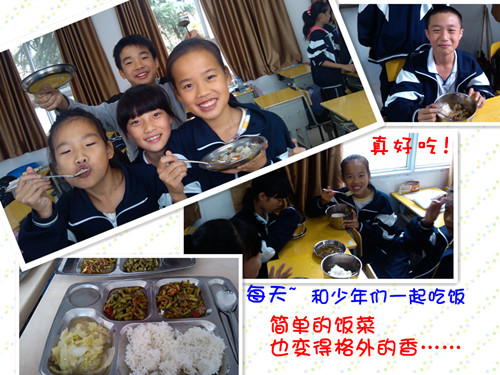 真好吃！
每天~ 和少年们一起吃饭
简单的饭菜
也变得格外的香……